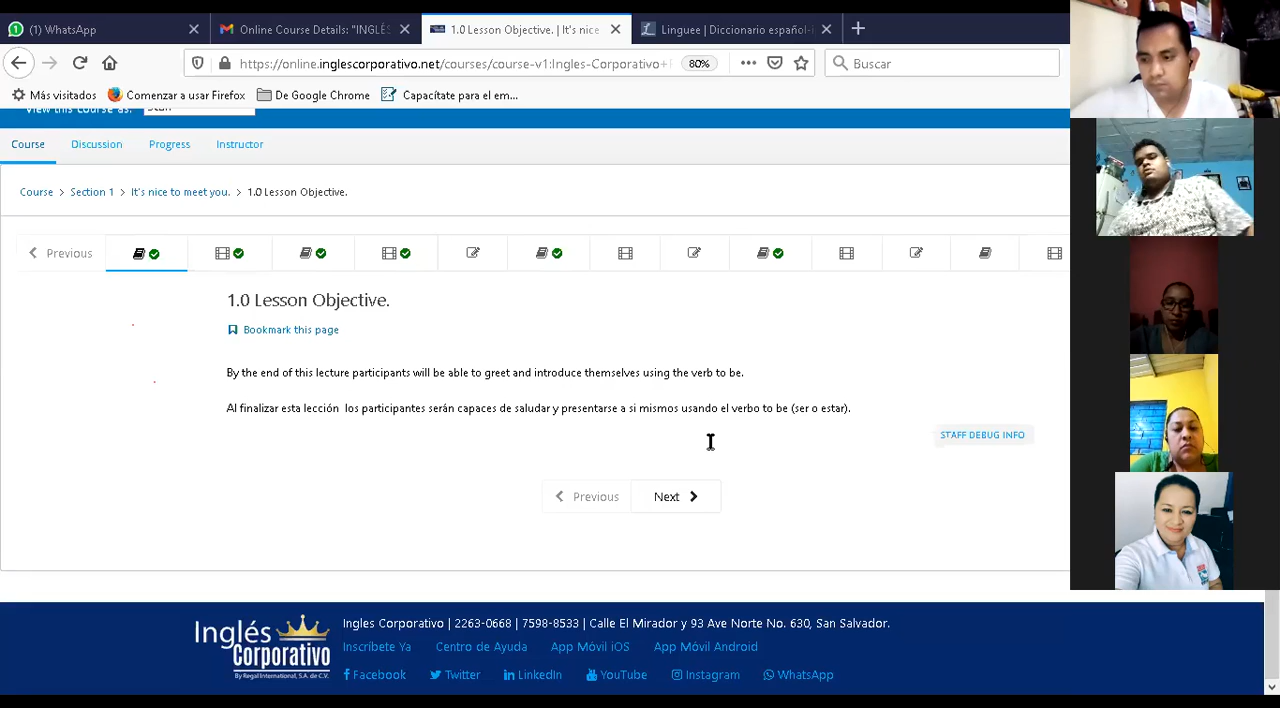 (1) WhatsApp
Online Course Details: "INGLÉS
1.0 Lesson Objective. | It's nice
Linguee | Diccionario español-i
https://online.inglescorporativo.net/courses/course-v1:Ingles-Corporativo+
80%
Buscar
Más visitados
Comenzar a usar Firefox
De Google Chrome
Capacítate para el em...
View this course as:
Staff
Course
Discussion
Progress
Instructor
Course > Section 1 > It's nice to meet you. > 1.0 Lesson Objective.
Previous
1.0 Lesson Objective.
Bookmark this page
By the end of this lecture participants will be able to greet and introduce themselves using the verb to be.
Al finalizar esta lección los participantes serán capaces de saludar y presentarse a si mismos usando el verbo to be (ser o estar).
STAFF DEBUG INFO
Previous
Next
Inglés Corporativo
By Regal International, S.A. de C.V.
Ingles Corporativo | 2263-0668 | 7598-8533 | Calle El Mirador y 93 Ave Norte No. 630, San Salvador.
Inscríbete Ya
Centro de Ayuda
App Móvil iOS
App Móvil Android
Facebook
Twitter
LinkedIn
YouTube
Instagram
WhatsApp